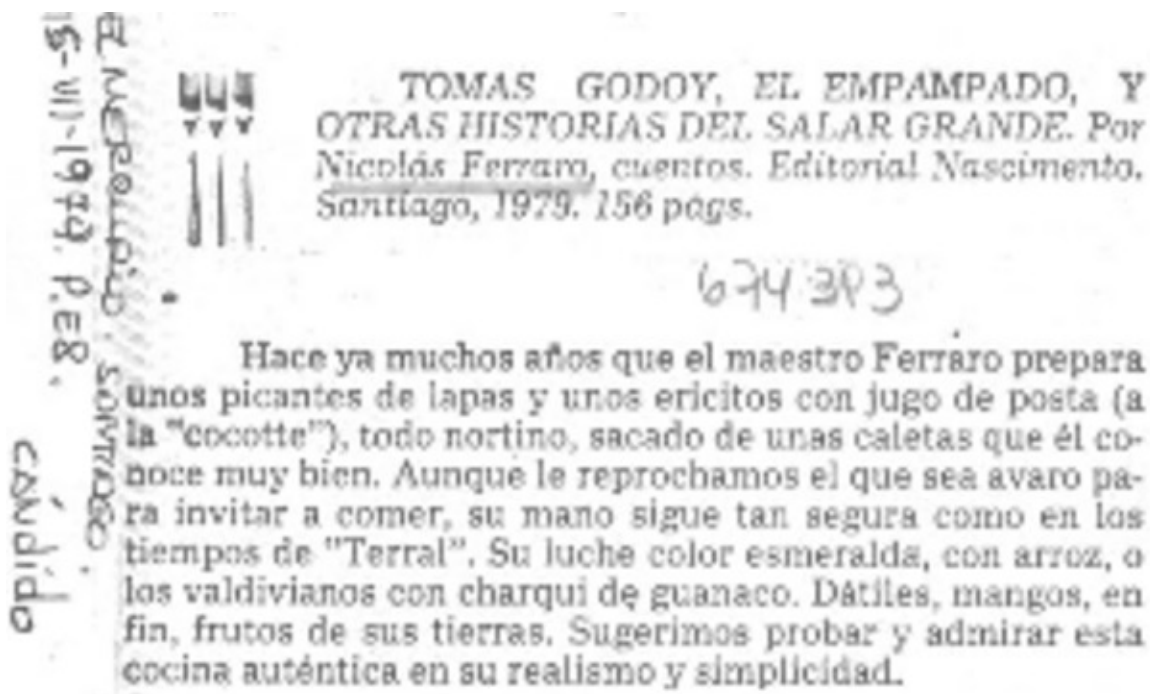 TOMAS GODOY, EL EMPAMPADO, Y
OTRAS HISTORIAS DEL SALAR GRANDE. Por
Nicolás Ferraro, cuentos. Editorial Nascimento.
Santiago, 1979. 156 págs.
674393
Hace ya muchos años que el maestro Ferraro prepara
unos picantes de lapas y unos ericitos con jugo de posta (a
la "cocotte"), todo nortino, sacado de unas caletas que él co-
noce muy bien. Aunque le reprochamos el que sea avaro pa-
ra invitar a comer, su mano sigue tan segura como en los
tiempos de "Terral". Su luche color esmeralda, con arroz, o
los valdivianos con charqui de guanaco. Dátiles, mangos, en
fin, frutos de sus tierras. Sugerimos probar y admirar esta
cocina auténtica en su realismo y simplicidad.
EL MERCURIO. SANTIAGO.
15-VII-1979. P.E8.
CÁNdido